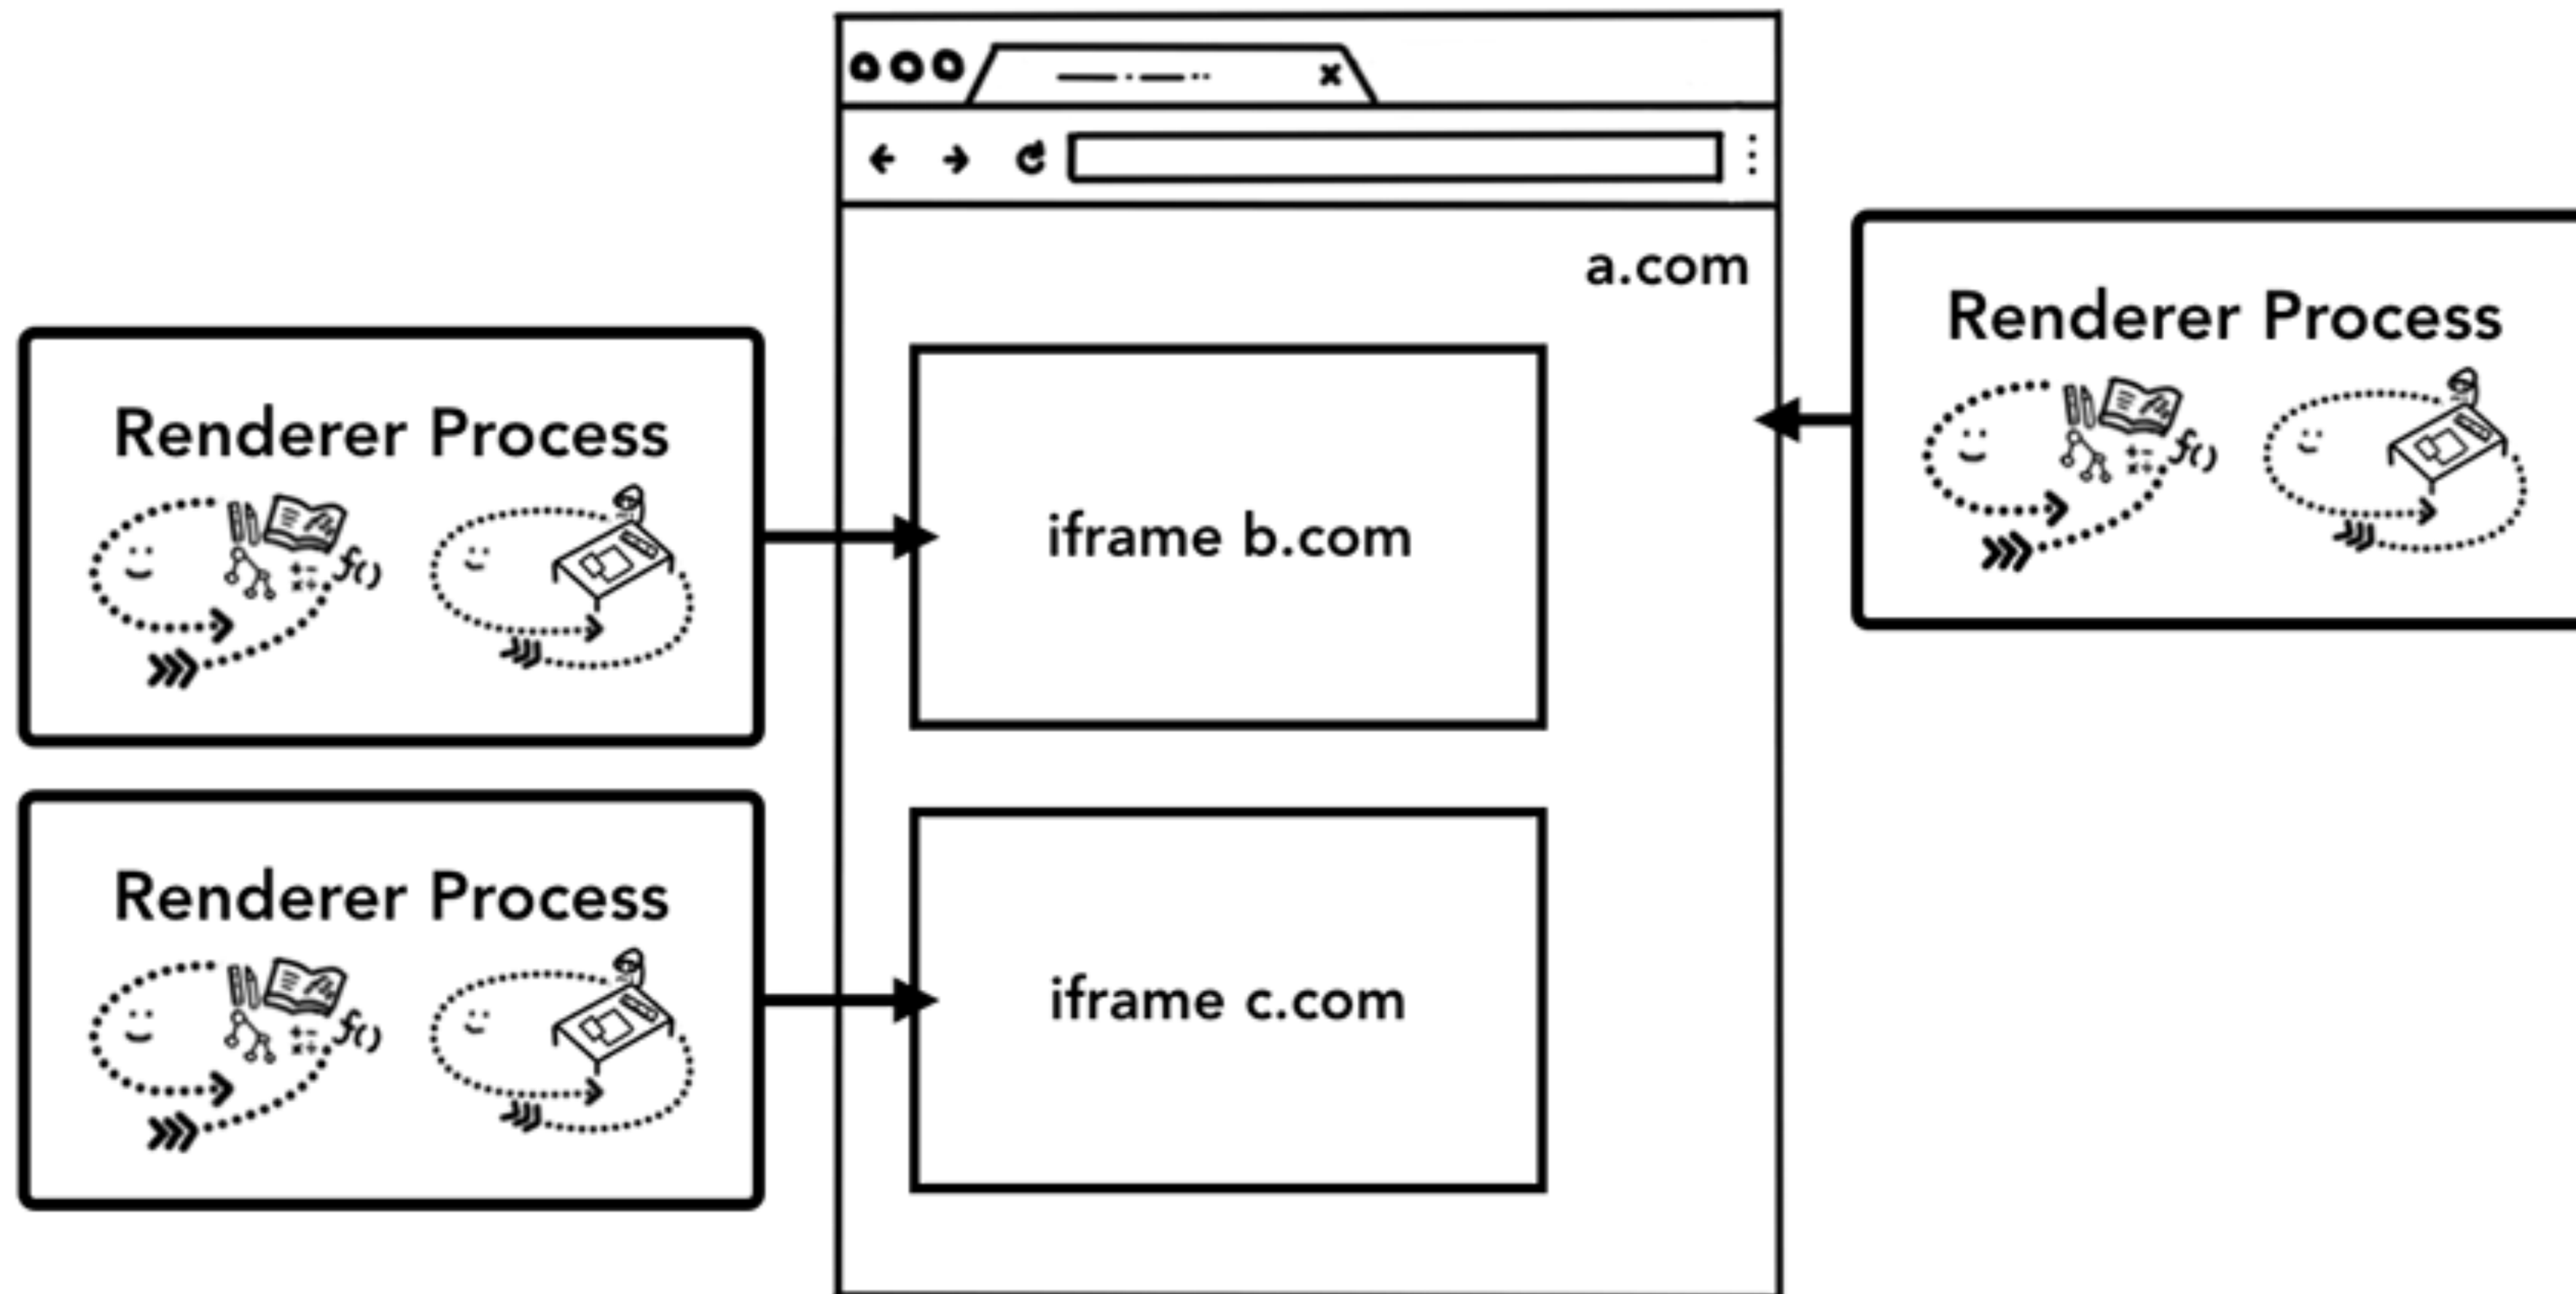 a.com
Renderer Process
Renderer Process
f()
f()
iframe b.com
f()
Renderer Process
iframe c.com
f()